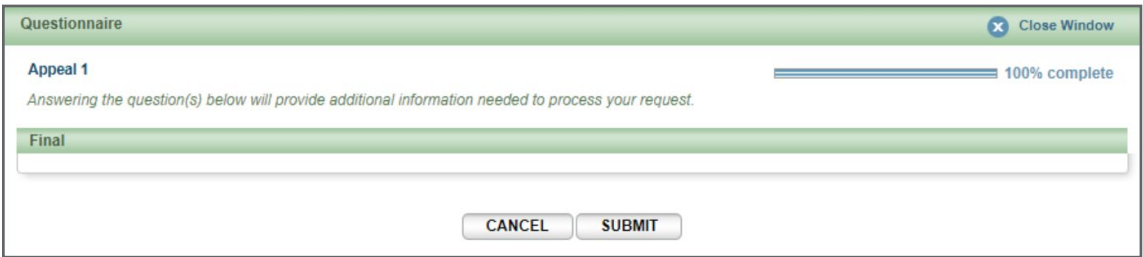 Questionnaire
Close Window
Appeal 1
100% complete
Answering the question(s) below will provide additional information needed to process your request.
Final
CANCEL
SUBMIT